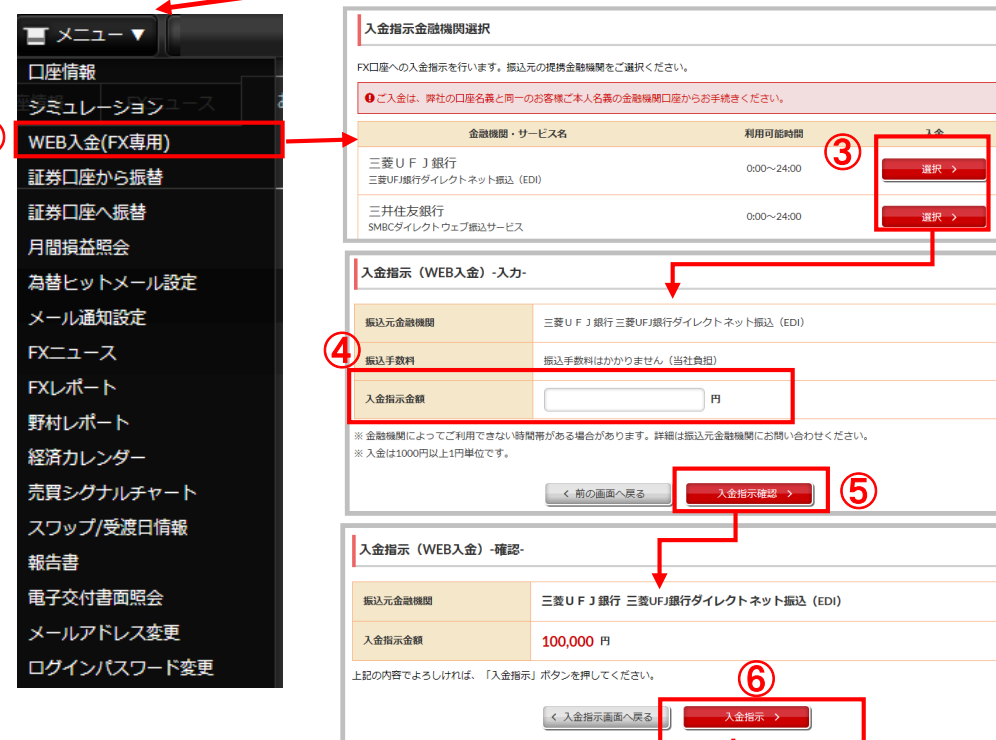 メニュー ▼
口座情報
シミュレーション
WEB入金(FX専用)
証券口座から振替
証券口座へ振替
月間損益照会
為替ヒットメール設定
メール通知設定
FXニュース
FXレポート
野村レポート
経済カレンダー
売買シグナルチャート
スワップ/受渡日情報
報告書
電子交付書面照会
メールアドレス変更
ログインパスワード変更
入金指示金融機関選択
FX口座への入金指示を行います。振込元の提携金融機関をご選択ください。
ご入金は、弊社の口座名義と同一のお客様ご本人名義の金融機関口座からお手続きください。
金融機関・サービス名 利用可能時間 入金
③
三菱ＵＦＪ銀行
三菱UFJ銀行ダイレクトネット振込（EDI） 0:00～24:00 選択 >
三井住友銀行
SMBCダイレクトウェブ振込サービス 0:00～24:00 選択 >
入金指示（WEB入金）-入力-
振込元金融機関 三菱ＵＦＪ銀行 三菱UFJ銀行ダイレクトネット振込（EDI）
④
振込手数料 振込手数料はかかりません（当社負担）
入金指示金額 円
※ 金融機関によってご利用できない時間帯がある場合があります。詳細は振込元金融機関にお問い合わせください。
※ 入金は1000円以上1円単位です。
< 前の画面へ戻る 入金指示確認 > ⑤
入金指示（WEB入金）-確認-
振込元金融機関 三菱ＵＦＪ銀行 三菱UFJ銀行ダイレクトネット振込（EDI）
入金指示金額 100,000 円
上記の内容でよろしければ、「入金指示」ボタンを押してください。
⑥
< 入金指示画面へ戻る 入金指示 >